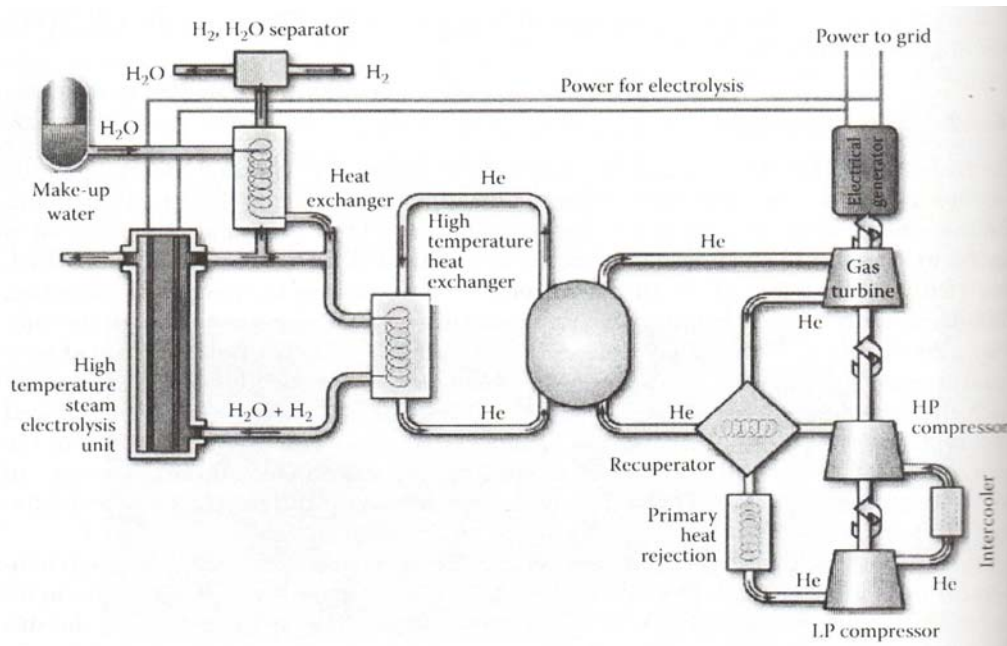 H₂, H₂O separator
H₂O
H₂
Power to grid
Power for electrolysis
H₂O
Make-up
water
Heat
exchanger
He
High
temperature
heat
exchanger
Electrical
generator
He
Gas
turbine
He
High
temperature
steam
electrolysis
unit
H₂O + H₂
He
He
Recuperator
HP
compressor
Primary
heat
rejection
Intercooler
He
He
LP compressor